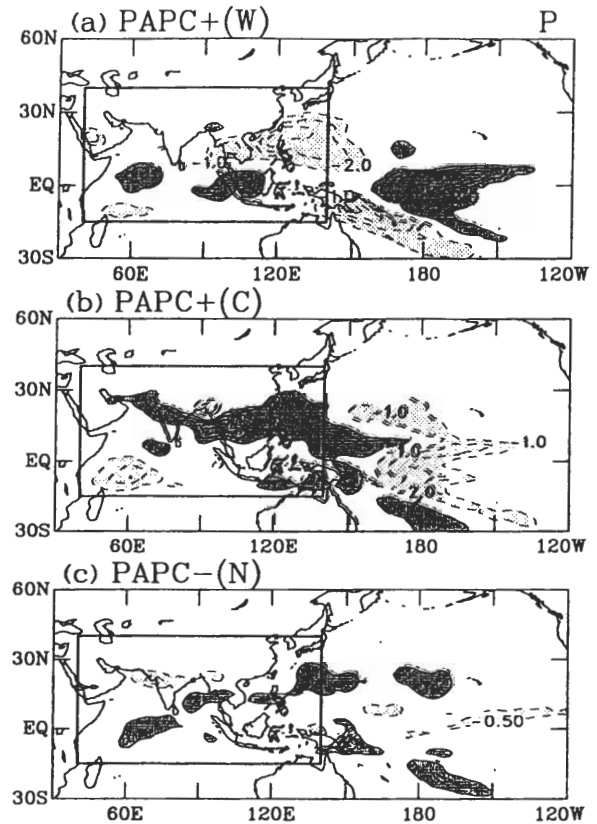 (a) PAPC+(W) P
60N
30N
EQ
30S
-1.0
-2.0
60E 120E 180 120W
(b) PAPC+(C)
60N
30N
EQ
30S
-1.0
1.0
1.0
2.0
60E 120E 180 120W
(c) PAPC-(N)
60N
30N
EQ
30S
0.50
60E 120E 180 120W